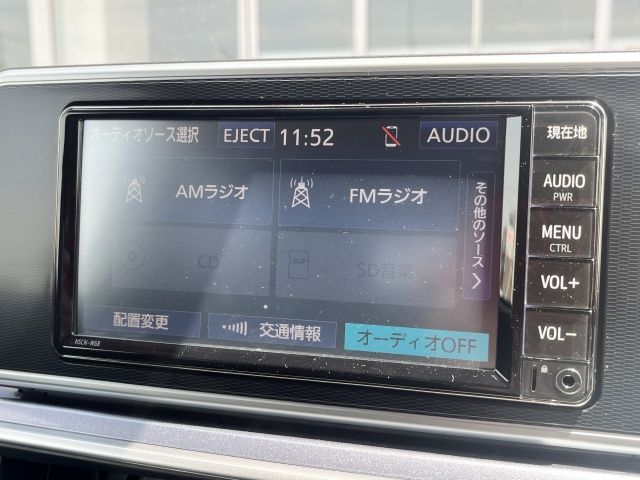 オーディオソース選択 EJECT 11:52 AUDIO
AMラジオ FMラジオ
その他のソース
CD SD音楽
配置変更 交通情報 オーディオOFF
NSCN-W68
現在地
AUDIO
PWR
MENU
CTRL
VOL+
VOL-